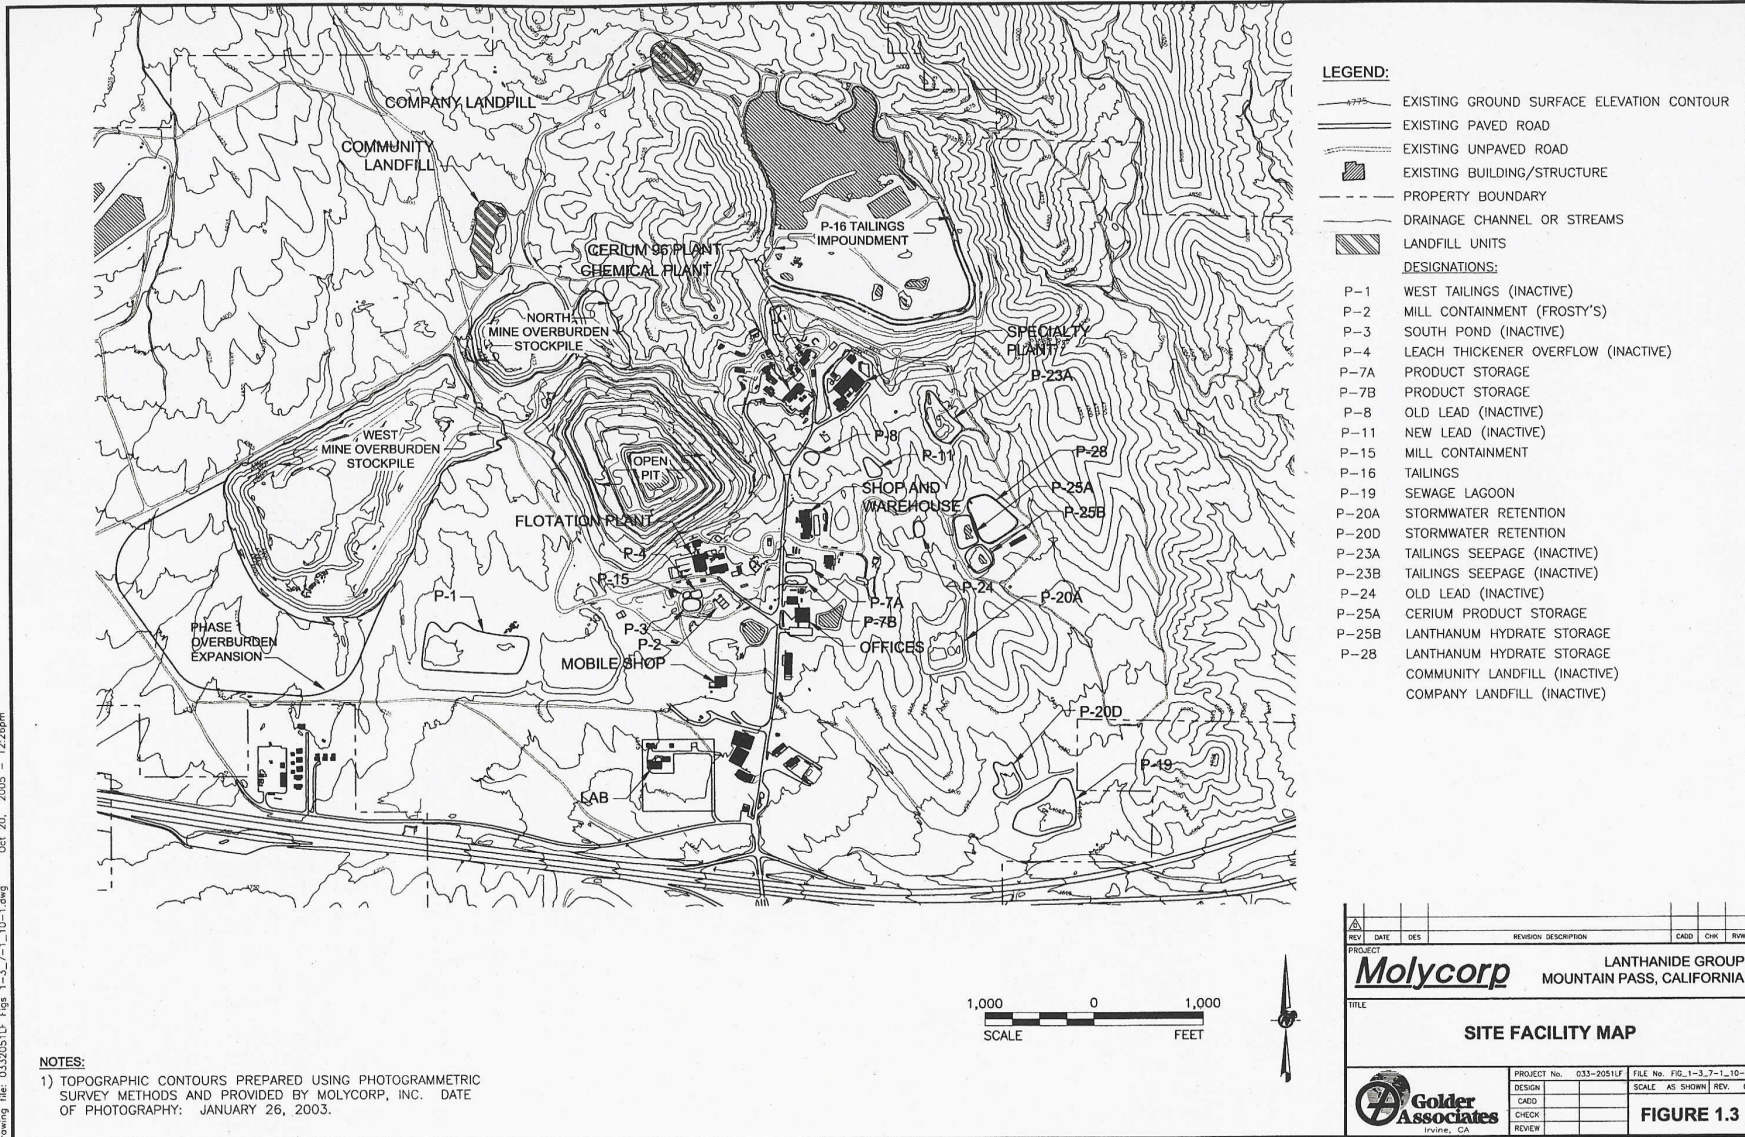 COMPANY LANDFILL
COMMUNITY
LANDFILL
CERIUM 96 PLANT
CHEMICAL PLANT
P-16 TAILINGS
IMPOUNDMENT
NORTH
MINE OVERBURDEN
STOCKPILE
SPECIALTY
PLANT
P-23A
WEST
MINE OVERBURDEN
STOCKPILE
OPEN
PIT
P-8
P-11
P-28
SHOP AND
WAREHOUSE
P-25A
P-25B
FLOTATION PLANT
P-4
P-15
P-1
P-24
P-20A
P-7A
P-7B
P-3
P-2
OFFICES
PHASE 1
OVERBURDEN
EXPANSION
MOBILE SHOP
P-20D
P-19
LAB
LEGEND:
4775 EXISTING GROUND SURFACE ELEVATION CONTOUR
EXISTING PAVED ROAD
EXISTING UNPAVED ROAD
EXISTING BUILDING/STRUCTURE
PROPERTY BOUNDARY
DRAINAGE CHANNEL OR STREAMS
LANDFILL UNITS
DESIGNATIONS:
P-1 WEST TAILINGS (INACTIVE)
P-2 MILL CONTAINMENT (FROSTY'S)
P-3 SOUTH POND (INACTIVE)
P-4 LEACH THICKENER OVERFLOW (INACTIVE)
P-7A PRODUCT STORAGE
P-7B PRODUCT STORAGE
P-8 OLD LEAD (INACTIVE)
P-11 NEW LEAD (INACTIVE)
P-15 MILL CONTAINMENT
P-16 TAILINGS
P-19 SEWAGE LAGOON
P-20A STORMWATER RETENTION
P-20D STORMWATER RETENTION
P-23A TAILINGS SEEPAGE (INACTIVE)
P-23B TAILINGS SEEPAGE (INACTIVE)
P-24 OLD LEAD (INACTIVE)
P-25A CERIUM PRODUCT STORAGE
P-25B LANTHANUM HYDRATE STORAGE
P-28 LANTHANUM HYDRATE STORAGE
COMMUNITY LANDFILL (INACTIVE)
COMPANY LANDFILL (INACTIVE)
1,000 0 1,000
SCALE FEET
NOTES:
1) TOPOGRAPHIC CONTOURS PREPARED USING PHOTOGRAMMETRIC
SURVEY METHODS AND PROVIDED BY MOLYCORP, INC. DATE
OF PHOTOGRAPHY: JANUARY 26, 2003.
REV DATE DES REVISION DESCRIPTION CADD CHK RVW
PROJECT
Molycorp
LANTHANIDE GROUP
MOUNTAIN PASS, CALIFORNIA
TITLE
SITE FACILITY MAP
Golder
Associates
Irvine, CA
PROJECT No. 033-2051LF FILE No. FIG_1-3_7-1_10-
DESIGN SCALE AS SHOWN REV.
CADD
CHECK
REVIEW
FIGURE 1.3